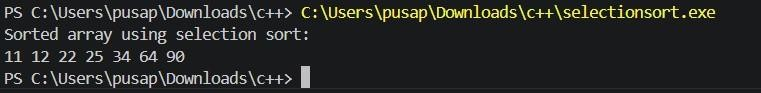 PS C:\Users\pusap\Downloads\c++> C:\Users\pusap\Downloads\c++\selectionsort.exe
Sorted array using selection sort:
11 12 22 25 34 64 90
PS C:\Users\pusap\Downloads\c++>